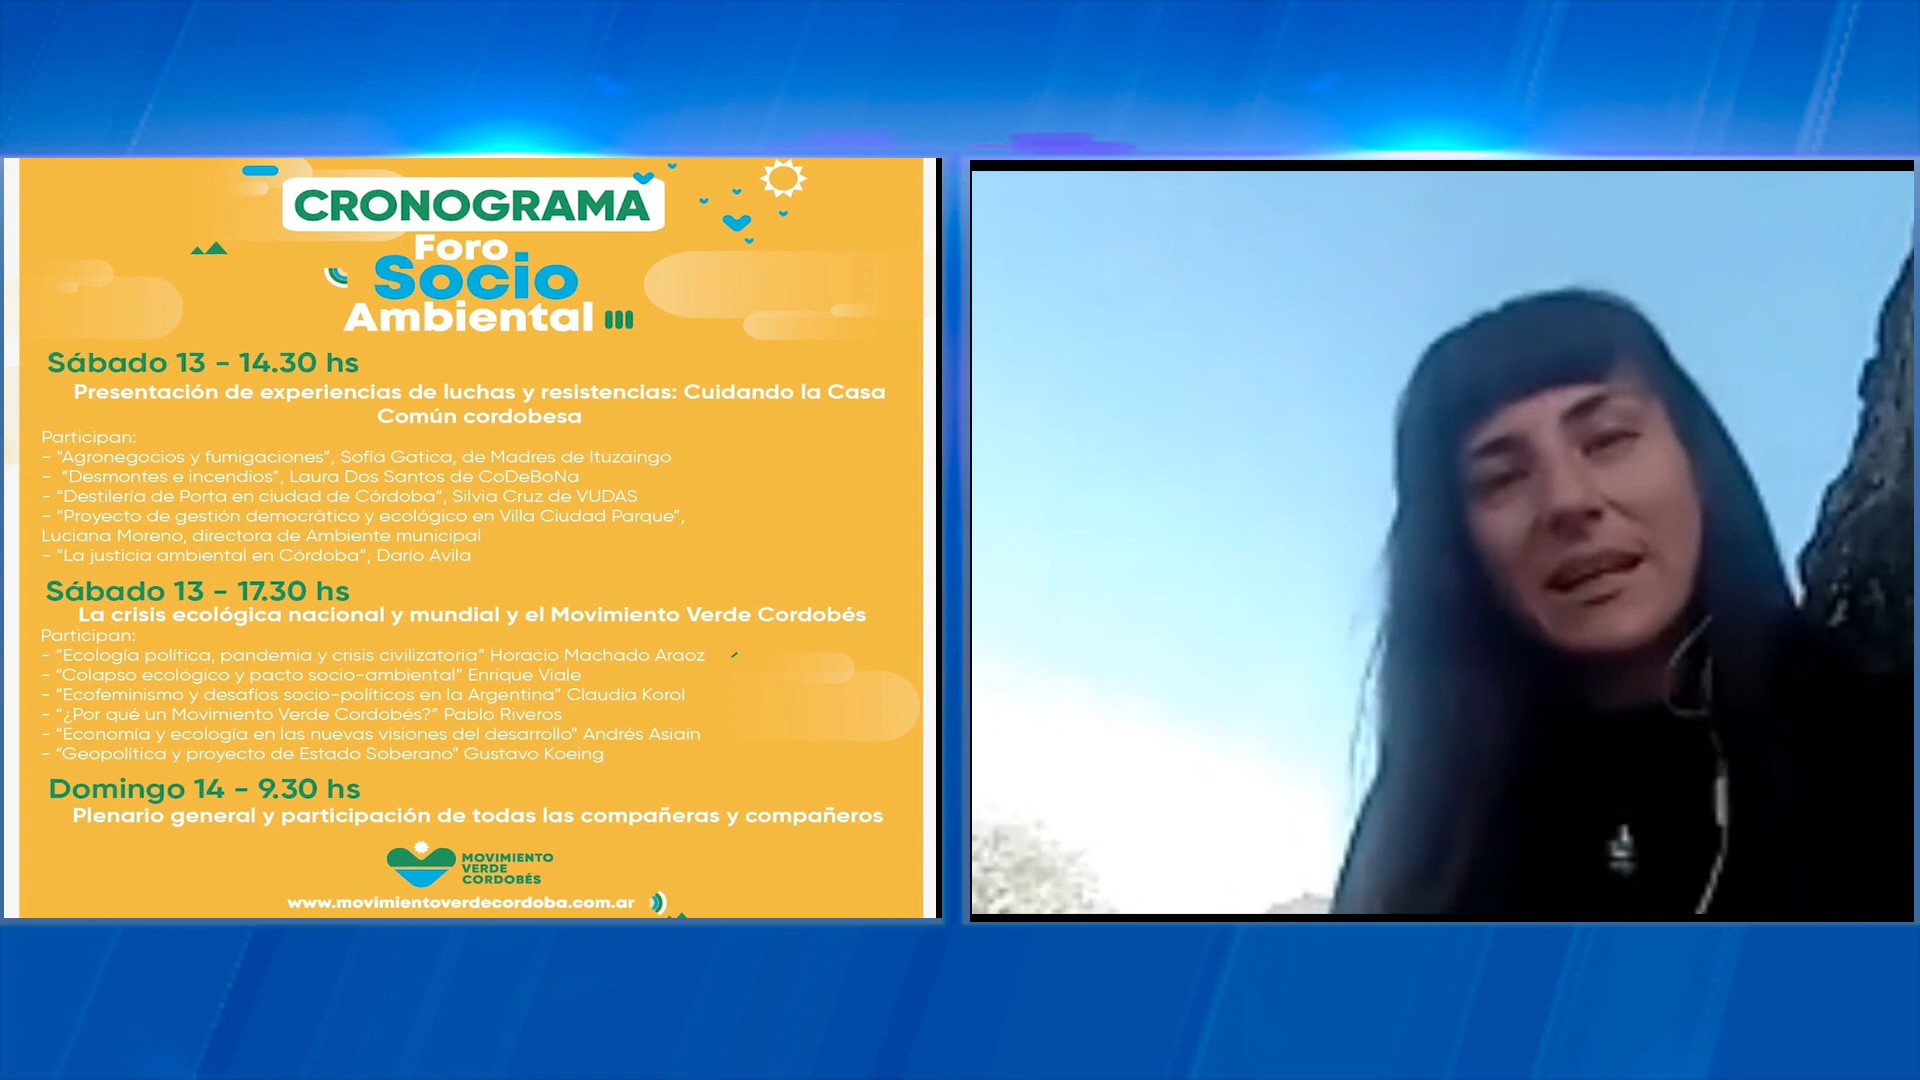 CRONOGRAMA
Foro
Socio
Ambiental
Sábado 13 - 14.30 hs
Presentación de experiencias de luchas y resistencias: Cuidando la Casa
Común cordobesa
Participan:
- "Agronegocios y fumigaciones", Sofía Gatica, de Madres de Ituzaingo
- "Desmontes e incendios", Laura Dos Santos de CoDeBoNa
- "Destilería de Porta en ciudad de Córdoba", Silvia Cruz de VUDAS
- "Proyecto de gestión democrático y ecológico en Villa Ciudad Parque",
Luciana Moreno, directora de Ambiente municipal
- "La justicia ambiental en Córdoba", Darío Avila
Sábado 13 - 17.30 hs
La crisis ecológica nacional y mundial y el Movimiento Verde Cordobés
Participan:
- "Ecología política, pandemia y crisis civilizatoria" Horacio Machado Araoz
- "Colapso ecológico y pacto socio-ambiental" Enrique Viale
- "Ecofeminismo y desafíos socio-políticos en la Argentina" Claudia Korol
- "¿Por qué un Movimiento Verde Cordobés?" Pablo Riveros
- "Economía y ecología en las nuevas visiones del desarrollo" Andrés Asiain
- "Geopolítica y proyecto de Estado Soberano" Gustavo Koeing
Domingo 14 - 9.30 hs
Plenario general y participación de todas las compañeras y compañeros
MOVIMIENTO
VERDE
CORDOBÉS
www.movimientoverdecordoba.com.ar